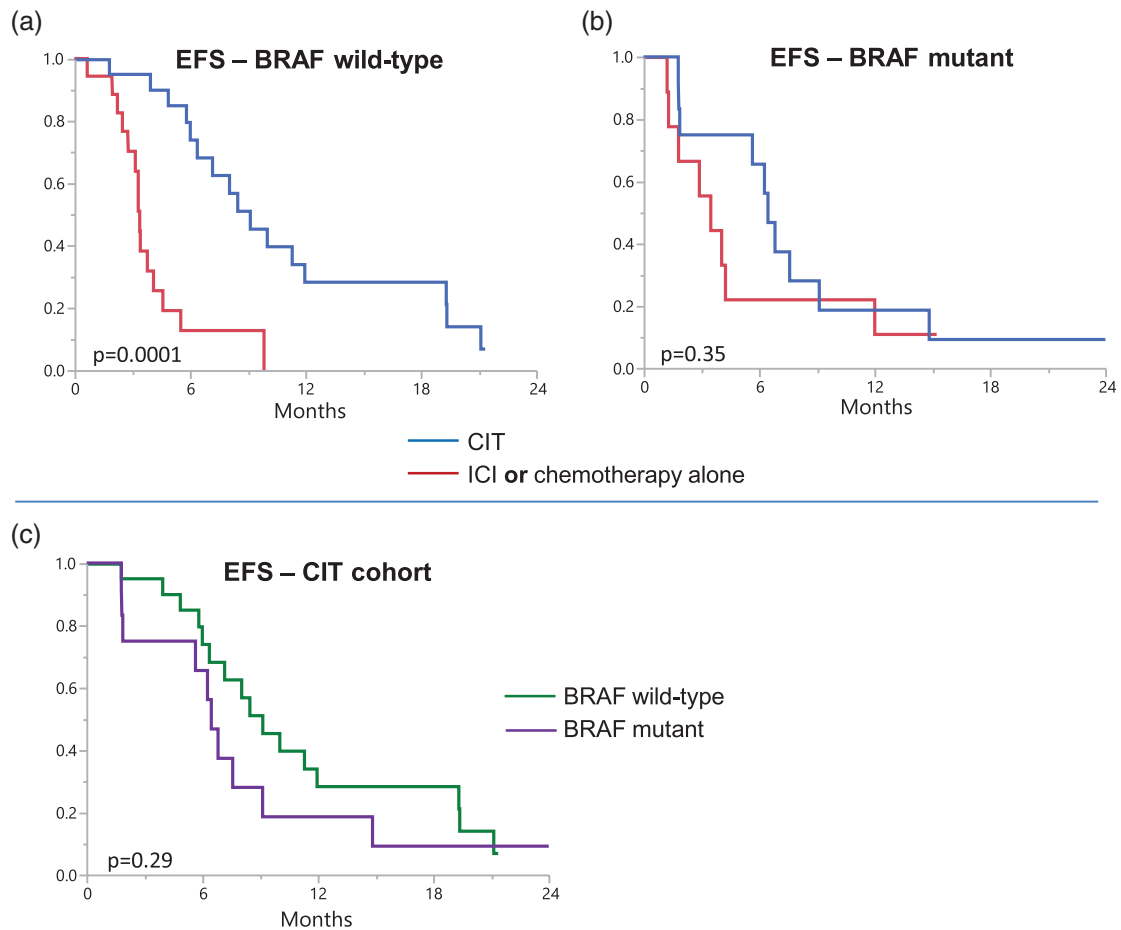 (a)
EFS – BRAF wild-type
1.0
0.8
0.6
0.4
0.2
0.0
p=0.0001
0 6 12 18 24
Months
(b)
EFS – BRAF mutant
1.0
0.8
0.6
0.4
0.2
0.0
p=0.35
0 6 12 18 24
Months
CIT
ICI or chemotherapy alone
(c)
EFS – CIT cohort
1.0
0.8
0.6
0.4
0.2
0.0
p=0.29
0 6 12 18 24
Months
BRAF wild-type
BRAF mutant